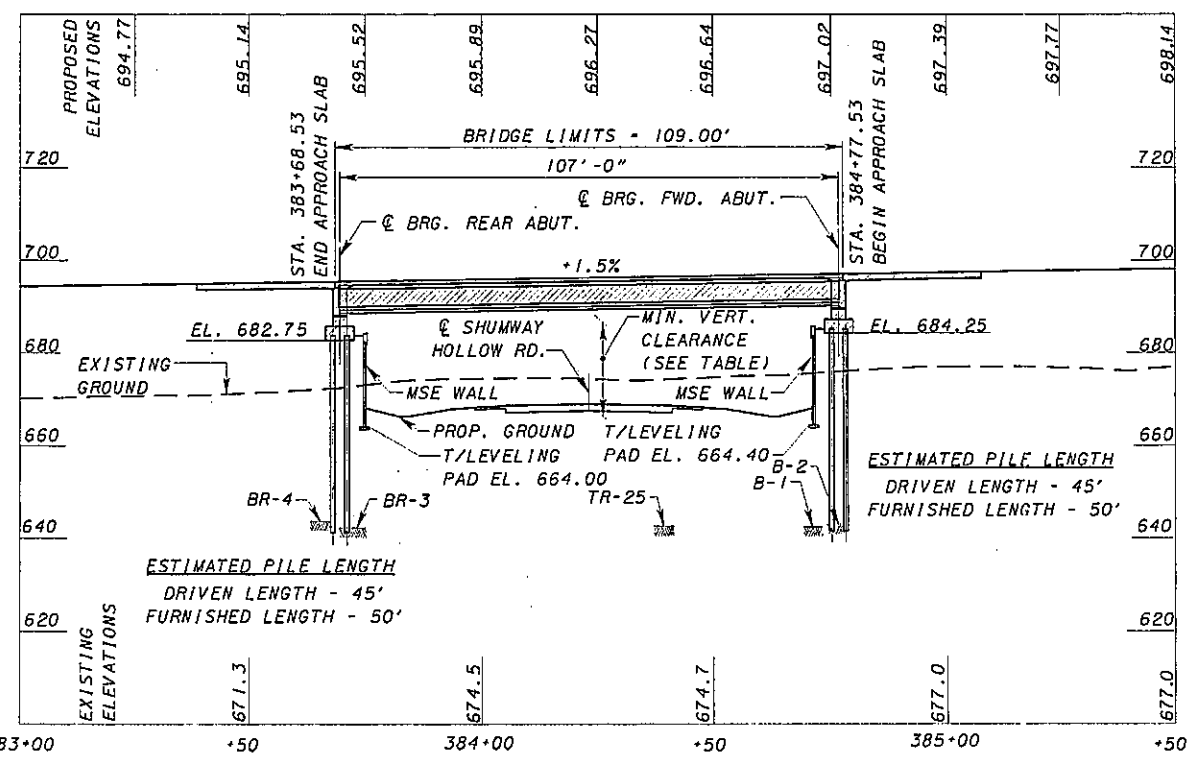 PROPOSED
ELEVATIONS
694.77
695.14
695.52
695.89
696.27
696.64
697.02
697.39
697.77
698.14
STA. 383+68.53
END APPROACH SLAB
BRIDGE LIMITS = 109.00'
107'-0"
STA. 384+77.53
BEGIN APPROACH SLAB
720
720
℄ BRG. FWD. ABUT.
℄ BRG. REAR ABUT.
700
+1.5%
700
EL. 682.75
℄ SHUMWAY
HOLLOW RD.
MIN. VERT.
CLEARANCE
(SEE TABLE)
EL. 684.25
680
680
EXISTING
GROUND
MSE WALL
MSE WALL
PROP. GROUND
T/LEVELING
PAD EL. 664.00
T/LEVELING
PAD EL. 664.40
660
660
B-2
B-1
ESTIMATED PILE LENGTH
DRIVEN LENGTH - 45'
FURNISHED LENGTH - 50'
BR-4
BR-3
TR-25
640
640
ESTIMATED PILE LENGTH
DRIVEN LENGTH - 45'
FURNISHED LENGTH - 50'
620
620
EXISTING
ELEVATIONS
671.3
674.5
674.7
677.0
677.0
83+00
+50
384+00
+50
385+00
+50